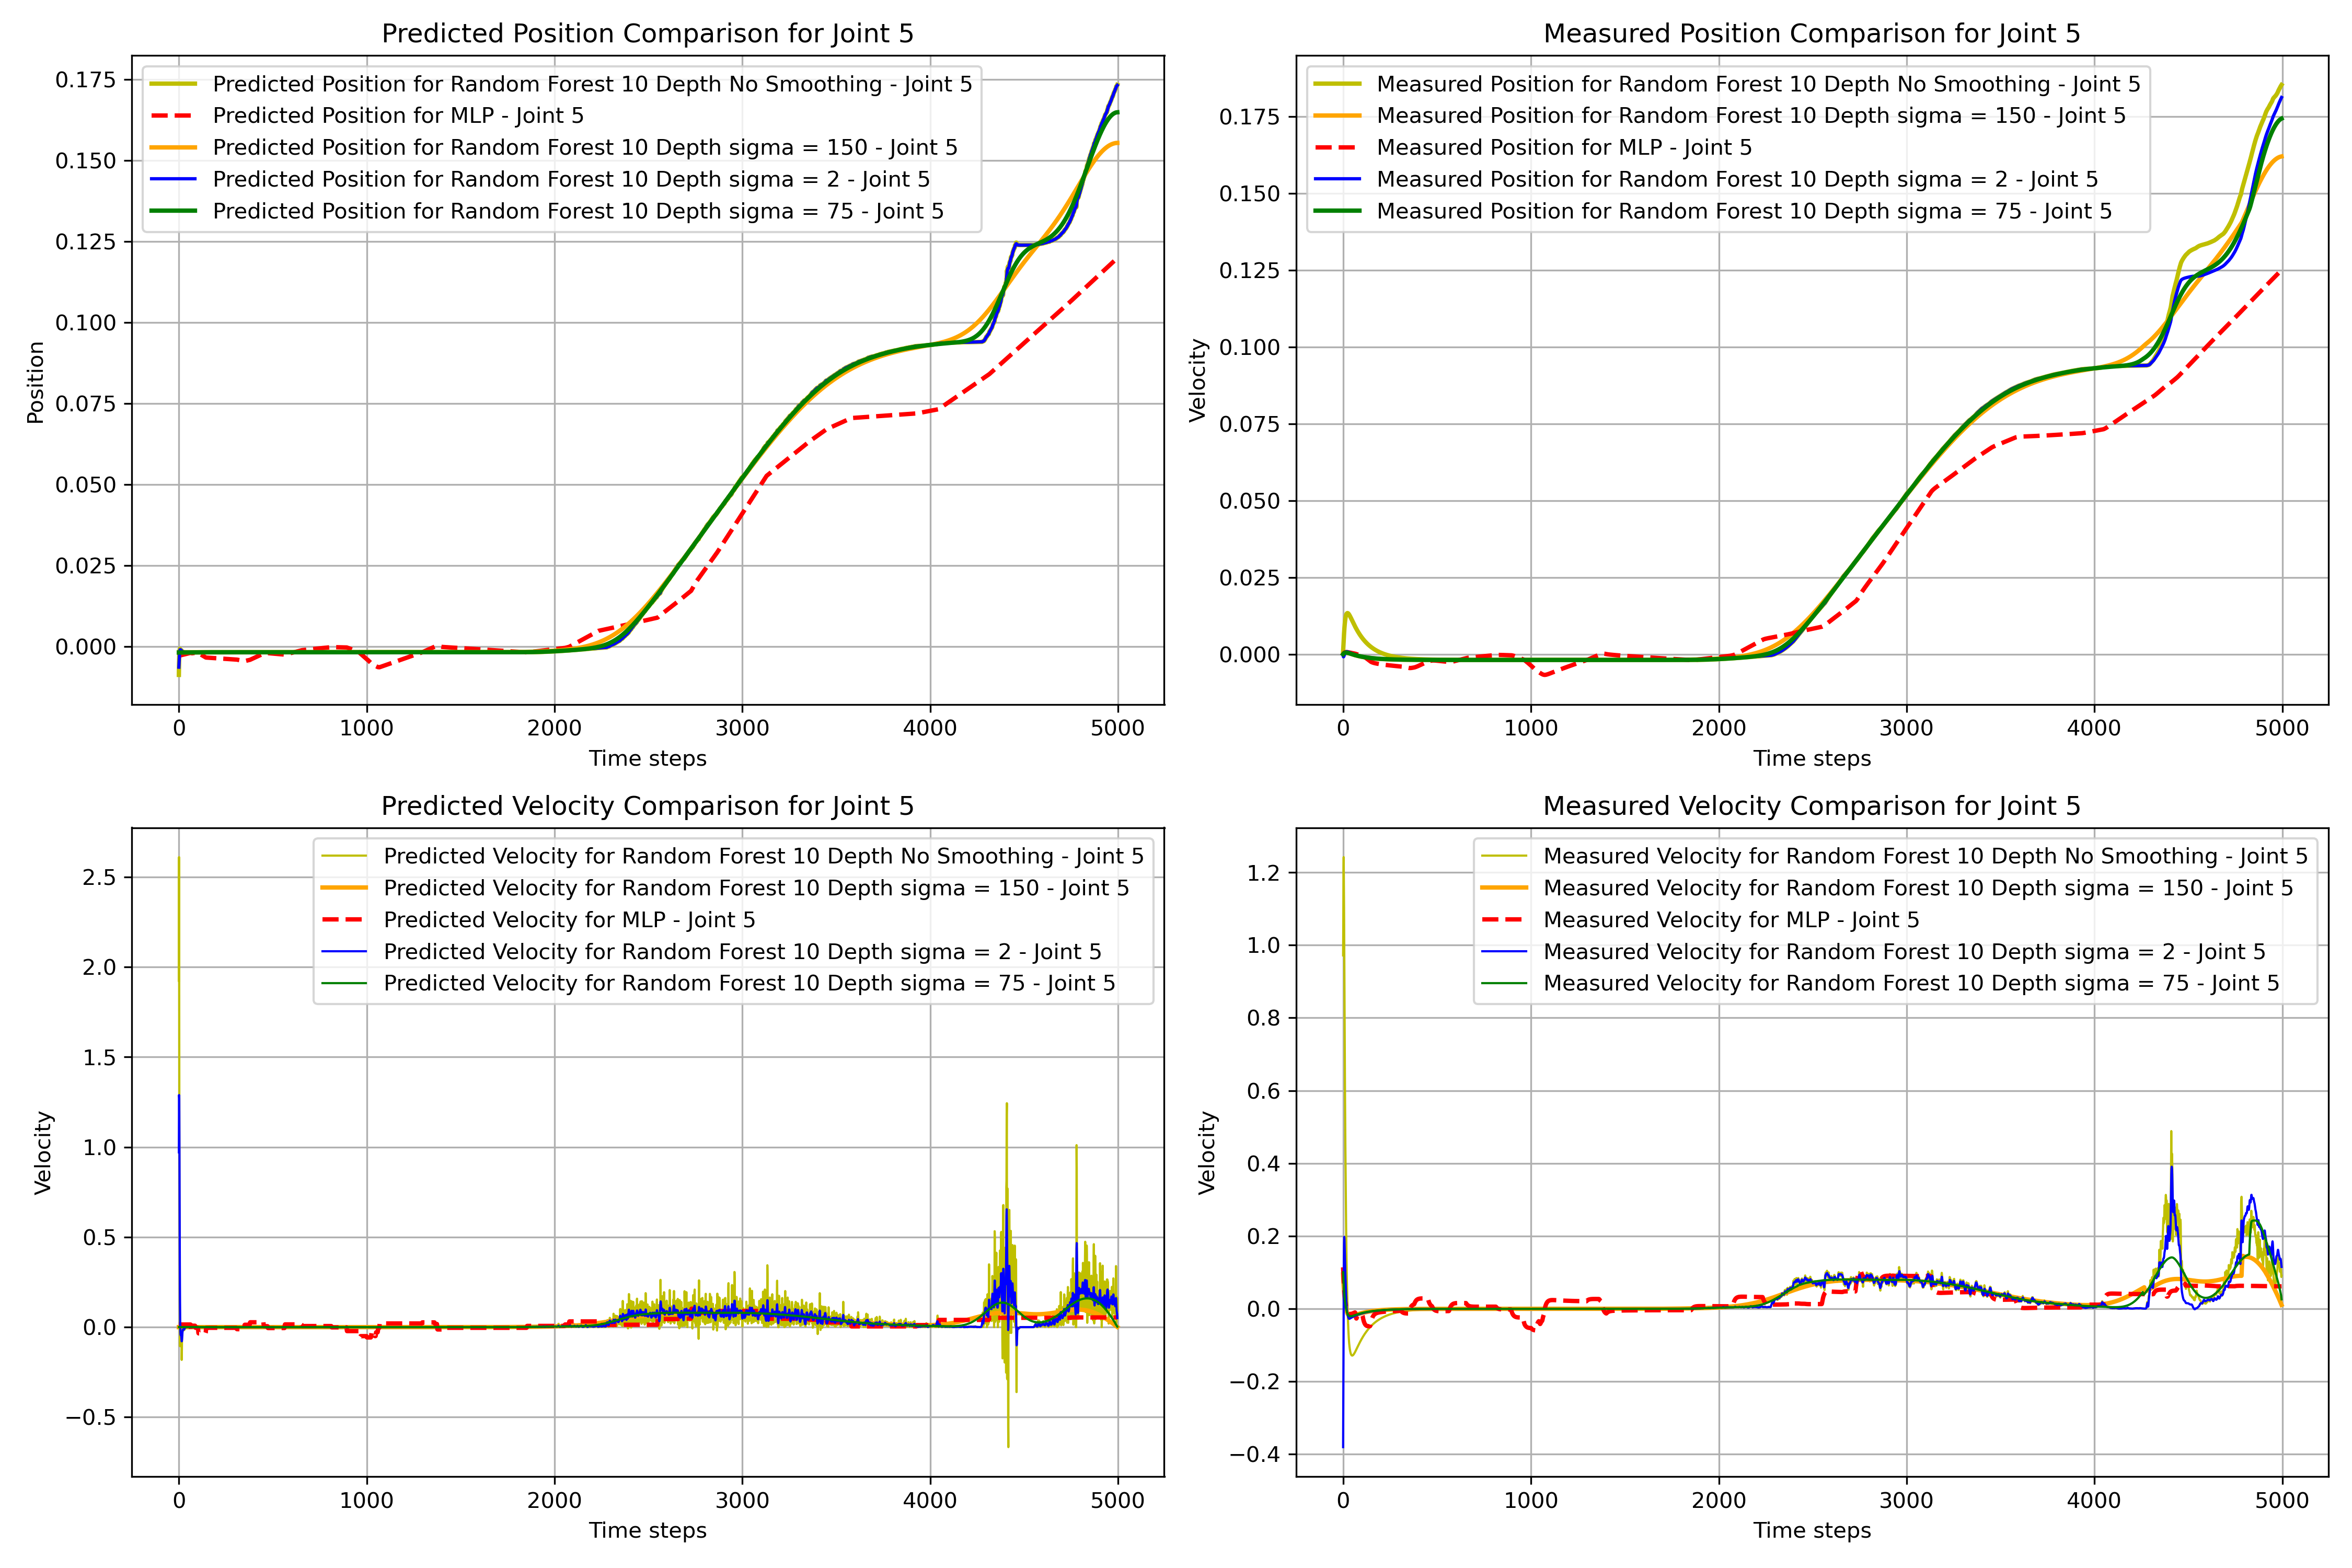 Predicted Position Comparison for Joint 5
Predicted Position for Random Forest 10 Depth No Smoothing - Joint 5
Predicted Position for MLP - Joint 5
Predicted Position for Random Forest 10 Depth sigma = 150 - Joint 5
Predicted Position for Random Forest 10 Depth sigma = 2 - Joint 5
Predicted Position for Random Forest 10 Depth sigma = 75 - Joint 5
Position
0.175
0.150
0.125
0.100
0.075
0.050
0.025
0.000
0 1000 2000 3000 4000 5000
Time steps
Measured Position Comparison for Joint 5
Measured Position for Random Forest 10 Depth No Smoothing - Joint 5
Measured Position for Random Forest 10 Depth sigma = 150 - Joint 5
Measured Position for MLP - Joint 5
Measured Position for Random Forest 10 Depth sigma = 2 - Joint 5
Measured Position for Random Forest 10 Depth sigma = 75 - Joint 5
Velocity
0.175
0.150
0.125
0.100
0.075
0.050
0.025
0.000
0 1000 2000 3000 4000 5000
Time steps
Predicted Velocity Comparison for Joint 5
Predicted Velocity for Random Forest 10 Depth No Smoothing - Joint 5
Predicted Velocity for Random Forest 10 Depth sigma = 150 - Joint 5
Predicted Velocity for MLP - Joint 5
Predicted Velocity for Random Forest 10 Depth sigma = 2 - Joint 5
Predicted Velocity for Random Forest 10 Depth sigma = 75 - Joint 5
Velocity
2.5
2.0
1.5
1.0
0.5
0.0
−0.5
0 1000 2000 3000 4000 5000
Time steps
Measured Velocity Comparison for Joint 5
Measured Velocity for Random Forest 10 Depth No Smoothing - Joint 5
Measured Velocity for Random Forest 10 Depth sigma = 150 - Joint 5
Measured Velocity for MLP - Joint 5
Measured Velocity for Random Forest 10 Depth sigma = 2 - Joint 5
Measured Velocity for Random Forest 10 Depth sigma = 75 - Joint 5
Velocity
1.2
1.0
0.8
0.6
0.4
0.2
0.0
−0.2
−0.4
0 1000 2000 3000 4000 5000
Time steps